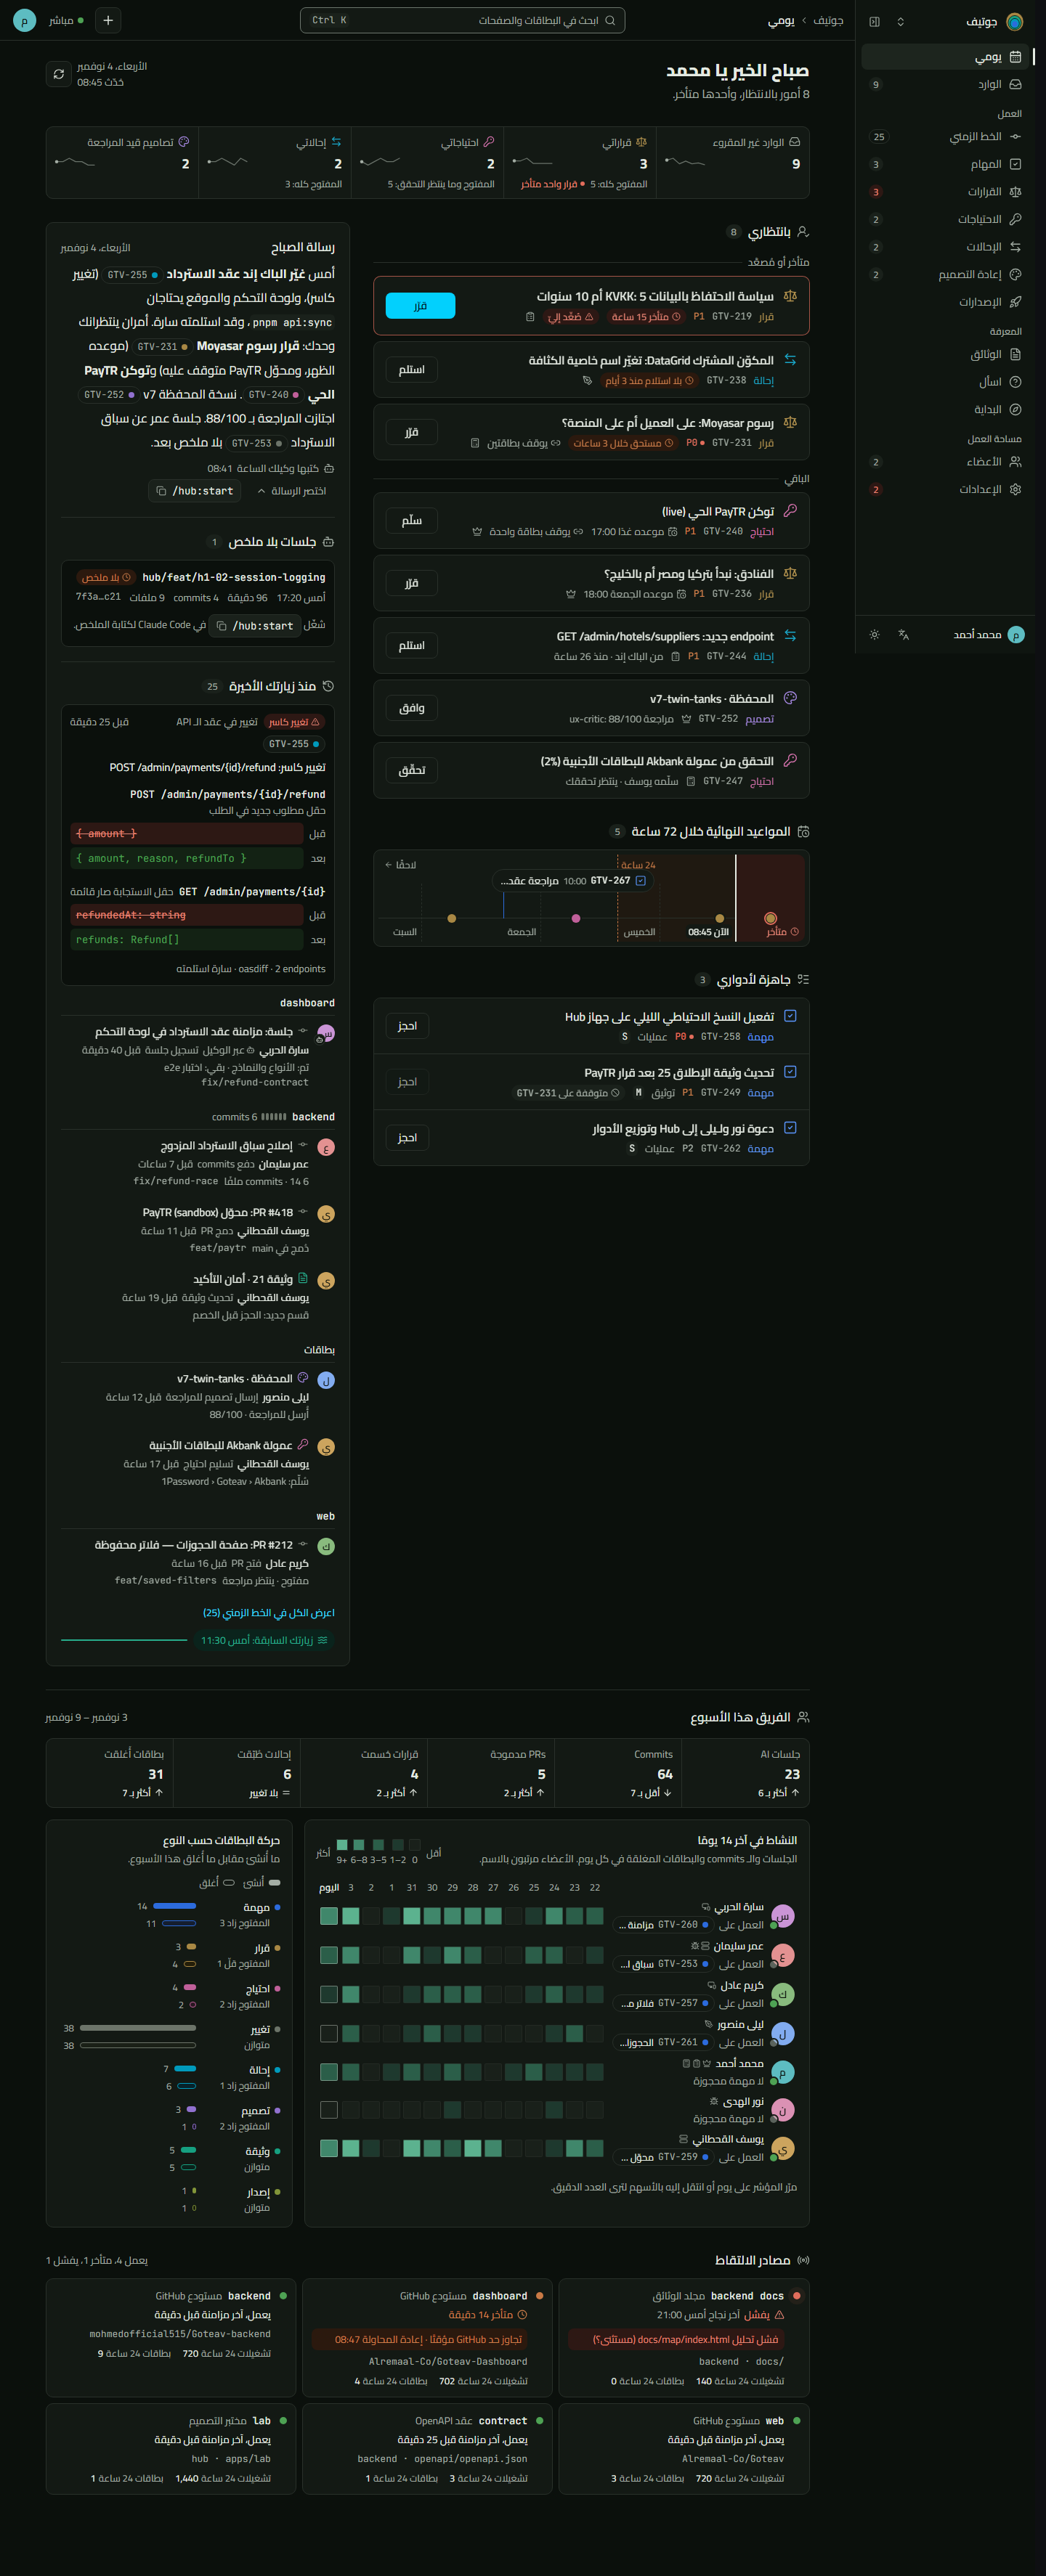 جوتيف
يومي
الوارد 9
العمل
الخط الزمني 25
المهام 3
القرارات 3
الاحتياجات 2
الإحالات 2
إعادة التصميم 2
الإصدارات
المعرفة
الوثائق
اسأل
البداية
مساحة العمل
الأعضاء 2
الإعدادات 2
م محمد أحمد
جوتيف › يومي
ابحث في البطاقات والصفحات Ctrl K
مباشر
م
صباح الخير يا محمد
8 أمور بالانتظار، وأحدها متأخر.
الأربعاء، 4 نوفمبر
حُدّث 08:45
الوارد غير المقروء
9
قراراتي
3
المفتوح كله: 5 قرار واحد متأخر
احتياجاتي
2
المفتوح وما ينتظر التحقق: 5
إحالاتي
2
المفتوح كله: 3
تصاميم قيد المراجعة
2
بانتظاري 8
متأخر أو مُصعَّد
سياسة الاحتفاظ بالبيانات KVKK: 5 أم 10 سنوات
قرار GTV-219 P1 متأخر 15 ساعة صُعّد إليّ
قرّر
المكوّن المشترك DataGrid: تغيّر اسم خاصية الكثافة
إحالة GTV-238 بلا استلام منذ 3 أيام
استلم
رسوم Moyasar: على العميل أم على المنصة؟
قرار GTV-231 P0 مستحق خلال 3 ساعات يوقف بطاقتين
قرّر
الباقي
توكن PayTR الحي (live)
احتياج GTV-240 P1 موعده غدًا 17:00 يوقف بطاقة واحدة
سلّم
الفنادق: نبدأ بتركيا ومصر أم بالخليج؟
قرار GTV-236 P1 موعده الجمعة 18:00
قرّر
endpoint جديد: GET /admin/hotels/suppliers
إحالة GTV-244 P1 من الباك إند · منذ 26 ساعة
استلم
المحفظة · v7-twin-tanks
تصميم GTV-252 مراجعة ux-critic: 88/100
وافق
التحقق من عمولة Akbank للبطاقات الأجنبية (2%)
احتياج GTV-247 سلّمه يوسف · ينتظر تحققك
تحقّق
المواعيد النهائية خلال 72 ساعة 5
24 ساعة
لاحقًا
GTV-267 10:00 مراجعة عقد...
متأخر
الآن 08:45
الخميس
الجمعة
السبت
جاهزة لأدواري 3
تفعيل النسخ الاحتياطي الليلي على جهاز Hub
مهمة GTV-258 P0 عمليات S
احجز
تحديث وثيقة الإطلاق 25 بعد قرار PayTR
مهمة GTV-249 P1 توثيق M متوقفة على GTV-231
احجز
دعوة نور وليلى إلى Hub وتوزيع الأدوار
مهمة GTV-262 P2 عمليات S
احجز
رسالة الصباح
الأربعاء، 4 نوفمبر
أمس غيّر الباك إند عقد الاسترداد GTV-255 (تغيير
كاسر)، ولوحة التحكم والموقع يحتاجان
pnpm api:sync، وقد استلمته سارة. أمران ينتظرانك
وحدك: قرار رسوم Moyasar GTV-231 (موعده
الظهر، ومحوّل PayTR متوقف عليه) وتوكن PayTR
الحي GTV-240. نسخة المحفظة v7 GTV-252
اجتازت المراجعة بـ 88/100. جلسة عمر عن سباق
الاسترداد GTV-253 بلا ملخص بعد.
كتبها وكيلك الساعة 08:41
اختصر الرسالة /hub:start
جلسات بلا ملخص 1
hub/feat/h1-02-session-logging بلا ملخص
أمس 17:20 96 دقيقة 4 commits 9 ملفات 7f3a…c21
شغّل /hub:start في Claude Code لكتابة الملخص.
منذ زيارتك الأخيرة 25
تغيير كاسر تغيير في عقد الـ API قبل 25 دقيقة
GTV-255
تغيير كاسر: POST /admin/payments/{id}/refund
POST /admin/payments/{id}/refund
حقل مطلوب جديد في الطلب
قبل { amount }
بعد { amount, reason, refundTo }
GET /admin/payments/{id} حقل الاستجابة صار قائمة
قبل refundedAt: string
بعد refunds: Refund[]
oasdiff · 2 endpoints · سارة استلمته
dashboard
س جلسة: مزامنة عقد الاسترداد في لوحة التحكم
سارة الحربي عبر الوكيل تسجيل جلسة قبل 40 دقيقة
تم: الأنواع والنماذج · بقي: اختبار e2e
fix/refund-contract
backend 6 commits
ع إصلاح سباق الاسترداد المزدوج
عمر سليمان دفع commits قبل 7 ساعات
6 commits · 14 ملفًا fix/refund-race
ي PR #418: محوّل PayTR (sandbox)
يوسف القحطاني دمج PR قبل 11 ساعة
دُمج في main feat/paytr
ي وثيقة 21 · أمان التأكيد
يوسف القحطاني تحديث وثيقة قبل 19 ساعة
قسم جديد: الحجز قبل الخصم
بطاقات
ل المحفظة · v7-twin-tanks
ليلى منصور إرسال تصميم للمراجعة قبل 12 ساعة
أُرسل للمراجعة · 88/100
ي عمولة Akbank للبطاقات الأجنبية
يوسف القحطاني تسليم احتياج قبل 17 ساعة
سُلّم: 1Password › Goteav › Akbank
web
ك PR #212: صفحة الحجوزات — فلاتر محفوظة
كريم عادل فتح PR قبل 16 ساعة
مفتوح · ينتظر مراجعة feat/saved-filters
اعرض الكل في الخط الزمني (25)
زيارتك السابقة: أمس 11:30
الفريق هذا الأسبوع
3 نوفمبر – 9 نوفمبر
جلسات AI
23
أكثر بـ 6
Commits
64
أقل بـ 7
PRs مدموجة
5
أكثر بـ 2
قرارات حُسمت
4
أكثر بـ 2
إحالات طُبّقت
6
بلا تغيير
بطاقات أُغلقت
31
أكثر بـ 7
النشاط في آخر 14 يومًا
الجلسات والـ commits والبطاقات المغلقة في كل يوم. الأعضاء مرتبون بالاسم.
أقل 0 1–2 3–5 6–8 9+ أكثر
22 23 24 25 26 27 28 29 30 31 1 2 3 اليوم
س سارة الحربي
العمل على GTV-260 مزامنة ...
ع عمر سليمان
العمل على GTV-253 سباق ا...
ك كريم عادل
العمل على GTV-257 فلاتر م...
ل ليلى منصور
العمل على GTV-261 الحجوزا...
م محمد أحمد
لا مهمة محجوزة
ن نور الهدى
لا مهمة محجوزة
ي يوسف القحطاني
العمل على GTV-259 محوّل ...
مرّر المؤشر على يوم أو انتقل إليه بالأسهم لترى العدد الدقيق.
حركة البطاقات حسب النوع
ما أُنشئ مقابل ما أُغلق هذا الأسبوع.
أُنشئ أُغلق
مهمة 14
المفتوح زاد 3 11
قرار 3
المفتوح قلّ 1 4
احتياج 4
المفتوح زاد 2 2
تغيير 38
متوازن 38
إحالة 7
المفتوح زاد 1 6
تصميم 3
المفتوح زاد 2 1
وثيقة 5
متوازن 5
إصدار 1
متوازن 1
مصادر الالتقاط
يعمل 4، متأخر 1، يفشل 1
backend docs مجلد الوثائق
يفشل آخر نجاح أمس 21:00
فشل تحليل docs/map/index.html (مستثنى؟)
backend · docs/
تشغيلات 24 ساعة 140 بطاقات 24 ساعة 0
dashboard مستودع GitHub
متأخر 14 دقيقة
تجاوز حد GitHub مؤقتًا · إعادة المحاولة 08:47
Alremaal-Co/Goteav-Dashboard
تشغيلات 24 ساعة 702 بطاقات 24 ساعة 4
backend مستودع GitHub
يعمل، آخر مزامنة قبل دقيقة
mohmedofficial515/Goteav-backend
تشغيلات 24 ساعة 720 بطاقات 24 ساعة 9
web مستودع GitHub
يعمل، آخر مزامنة قبل دقيقة
Alremaal-Co/Goteav
تشغيلات 24 ساعة 720 بطاقات 24 ساعة 3
contract عقد OpenAPI
يعمل، آخر مزامنة قبل 25 دقيقة
backend · openapi/openapi.json
تشغيلات 24 ساعة 3 بطاقات 24 ساعة 1
lab مختبر التصميم
يعمل، آخر مزامنة قبل دقيقة
hub · apps/lab
تشغيلات 24 ساعة 1,440 بطاقات 24 ساعة 1